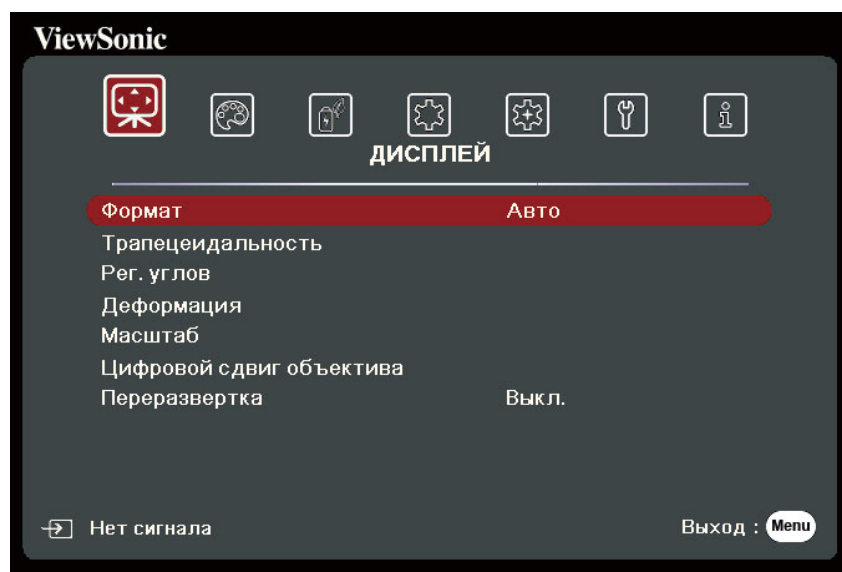 ViewSonic
ДИСПЛЕЙ
Формат Авто
Трапецеидальность
Рег. углов
Деформация
Масштаб
Цифровой сдвиг объектива
Переразвертка Выкл.
Нет сигнала Выход : Menu